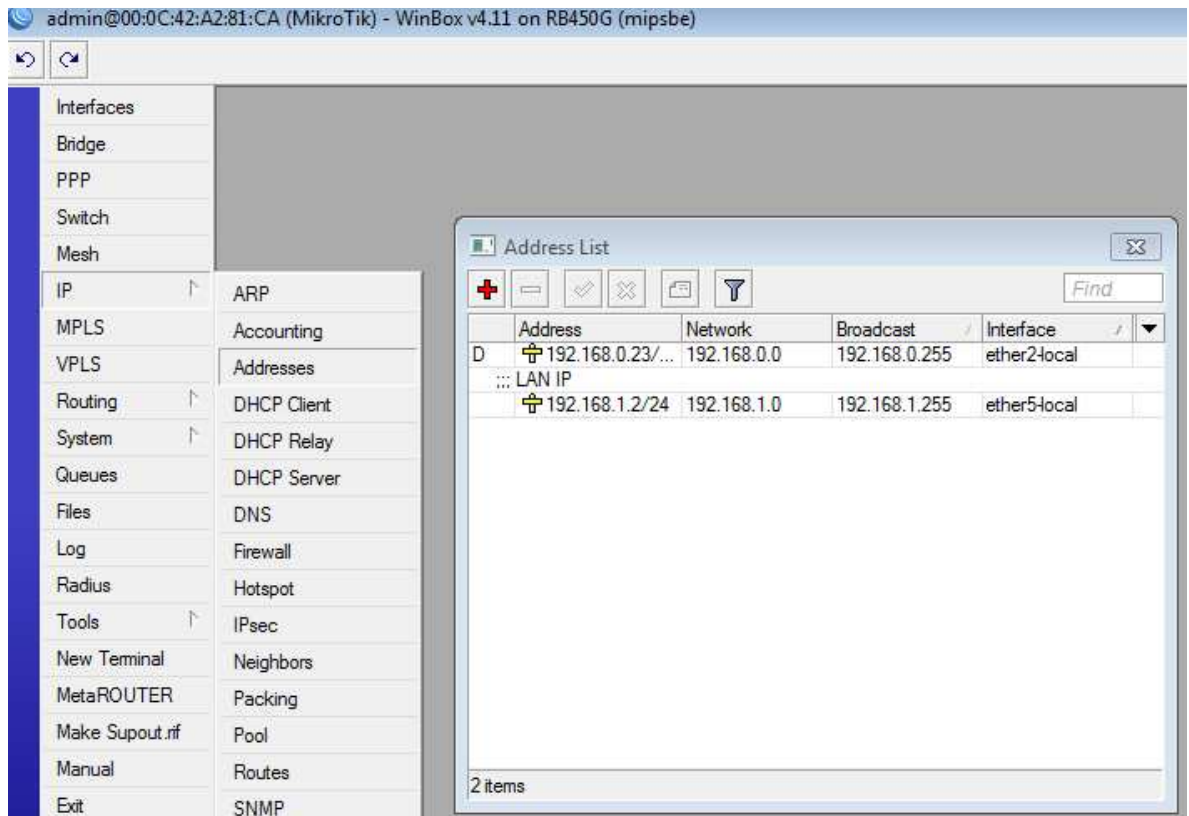 admin@00:0C:42:A2:81:CA (MikroTik) - WinBox v4.11 on RB450G (mipsbe)
Interfaces
Bridge
PPP
Switch
Mesh
IP
MPLS
VPLS
Routing
System
Queues
Files
Log
Radius
Tools
New Terminal
MetaROUTER
Make Supout.rif
Manual
Exit
ARP
Accounting
Addresses
DHCP Client
DHCP Relay
DHCP Server
DNS
Firewall
Hotspot
IPsec
Neighbors
Packing
Pool
Routes
SNMP
Address List
Find
Address Network Broadcast Interface
D 192.168.0.23/... 192.168.0.0 192.168.0.255 ether2-local
;;; LAN IP
192.168.1.2/24 192.168.1.0 192.168.1.255 ether5-local
2 items